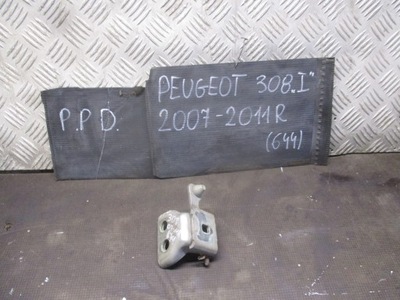 P.P.D.
PEUGEOT 308.I"
2007-2011R
(644)